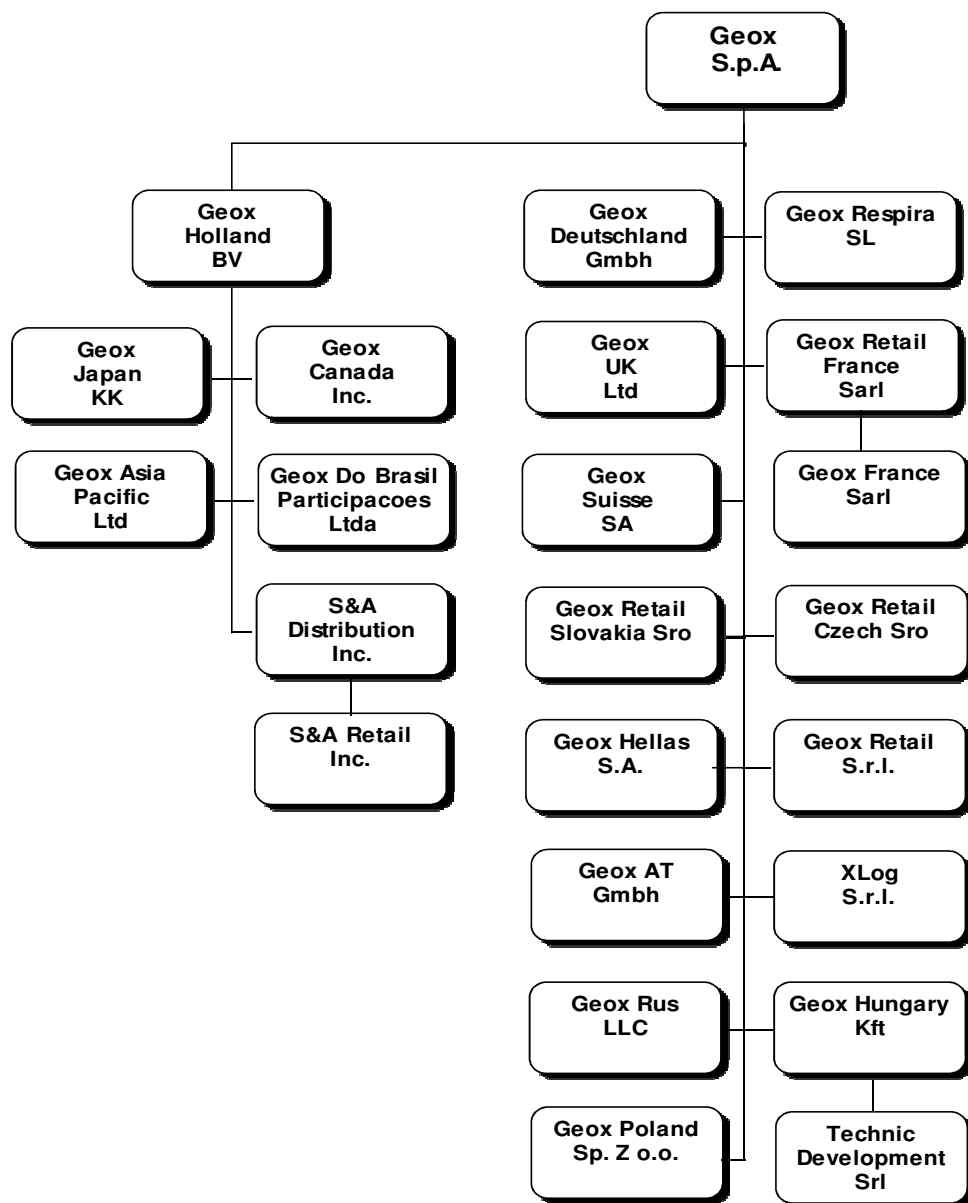 Geox
S.p.A.
Geox
Holland
BV
Geox
Deutschland
Gmbh
Geox Respira
SL
Geox
Japan
KK
Geox
Canada
Inc.
Geox
UK
Ltd
Geox Retail
France
Sarl
Geox Asia
Pacific
Ltd
Geox Do Brasil
Participacoes
Ltda
Geox
Suisse
SA
Geox France
Sarl
S&A
Distribution
Inc.
Geox Retail
Slovakia Sro
Geox Retail
Czech Sro
S&A Retail
Inc.
Geox Hellas
S.A.
Geox Retail
S.r.l.
Geox AT
Gmbh
XLog
S.r.l.
Geox Rus
LLC
Geox Hungary
Kft
Geox Poland
Sp. Z o.o.
Technic
Development
Srl